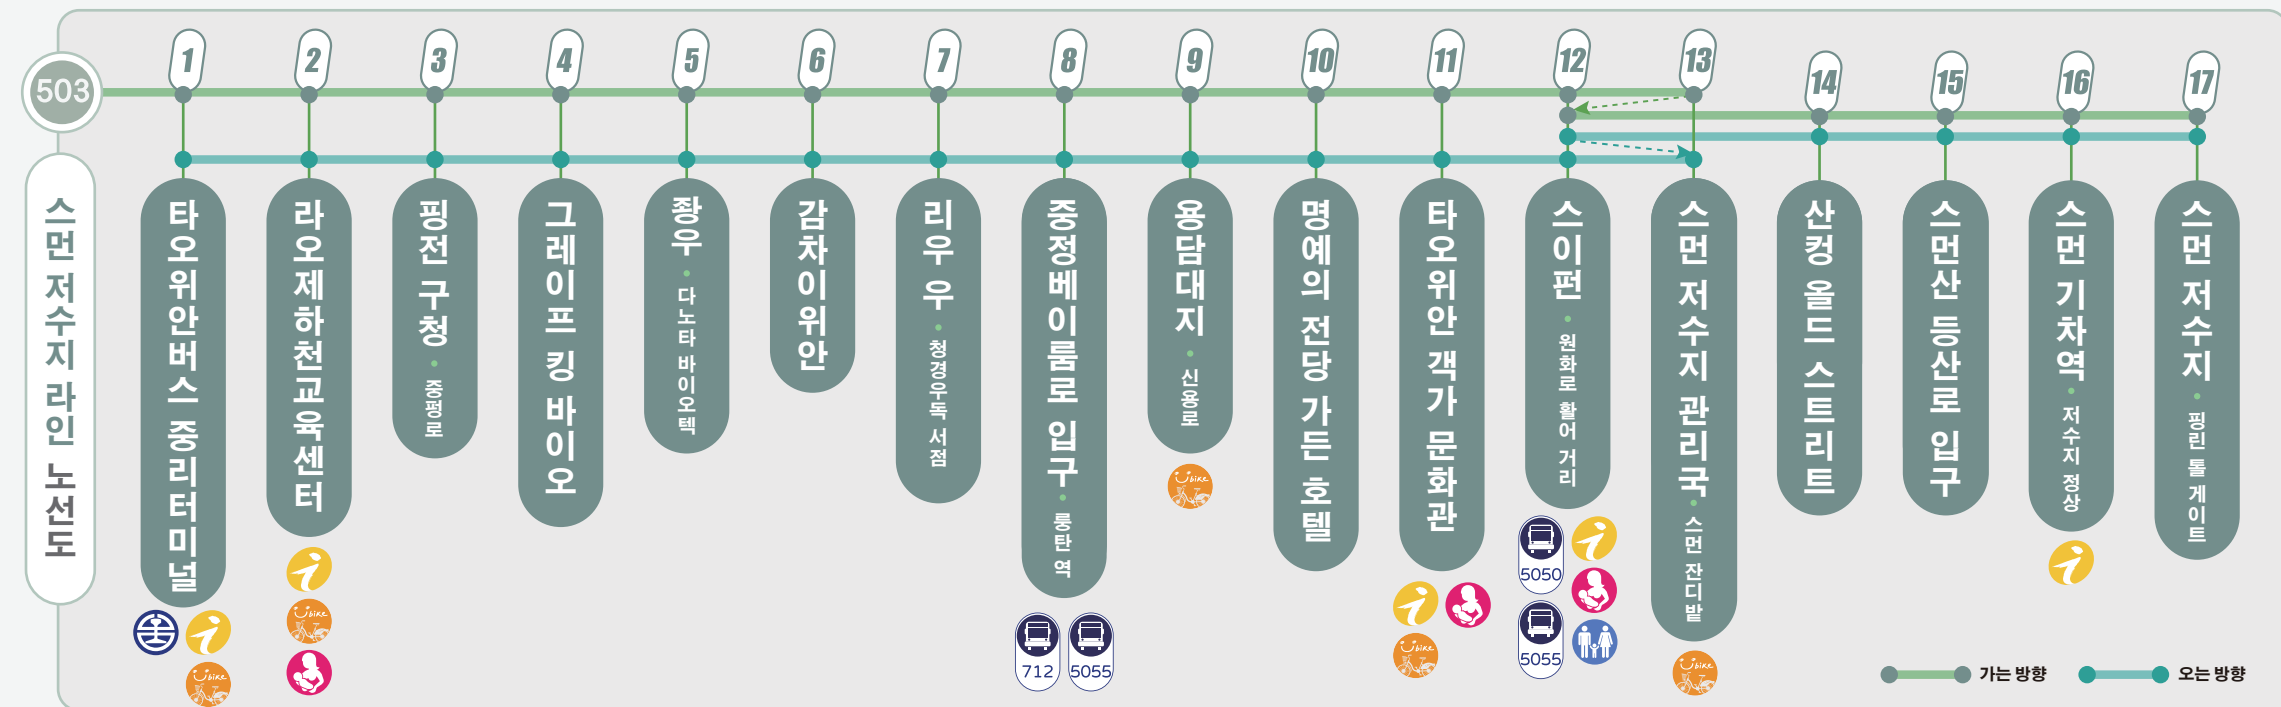 503
스먼 저수지 라인 노선도
1
2
3
4
5
6
7
8
9
10
11
12
13
14
15
16
17
타오위안버스 중리터미널
라오제하천교육센터
핑전 구청 • 중펑로
그레이프 킹 바이오
좡우 • 다노타 바이오텍
감차이위안
리우 우 • 청경우독 서점
중정베이룸로 입구 • 룽탄 역
용담대지 • 신용로
명예의 전당 가든 호텔
타오위안 객가 문화관
스이펀 • 원화로 활어 거리
스먼 저수지 관리국 • 스먼 잔디밭
산컹 올드 스트리트
스먼산 등산로 입구
스먼 기차역 • 저수지 정상
스먼 저수지 • 핑린 톨 게이트
Ubike
Ubike
712
5055
Ubike
Ubike
5050
5055
Ubike
가는 방향
오는 방향